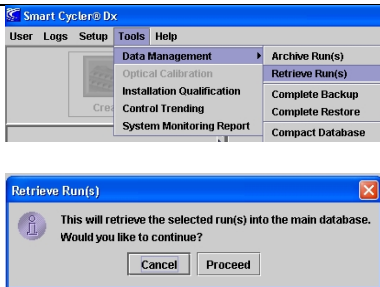 Smart Cycler® Dx
User Logs Setup Tools Help
Data Management
Archive Run(s)
Optical Calibration
Retrieve Run(s)
Installation Qualification
Complete Backup
Control Trending
Complete Restore
System Monitoring Report
Compact Database
Crea
Retrieve Run(s)
This will retrieve the selected run(s) into the main database.
Would you like to continue?
Cancel Proceed